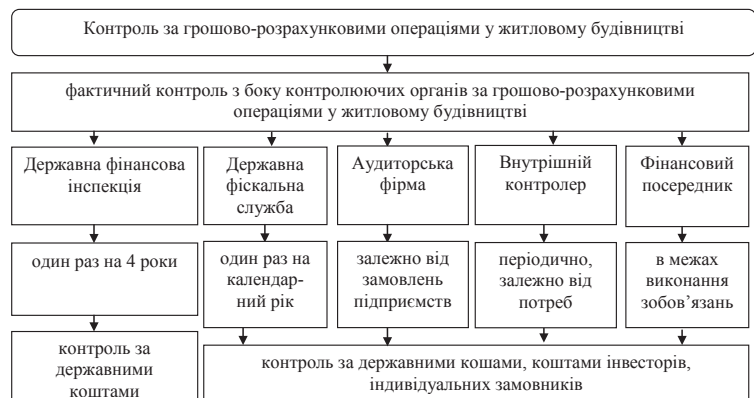 Контроль за грошово-розрахунковими операціями у житловому будівництві
фактичний контроль з боку контролюючих органів за грошово-розрахунковими
операціями у житловому будівництві
Державна фінансова
інспекція
Державна
фіскальна
служба
Аудиторська
фірма
Внутрішній
контролер
Фінансовий
посередник
один раз на 4 роки
один раз на
календар-
ний рік
залежно від
замовлень
підприємств
періодично,
залежно від
потреб
в межах
виконання
зобов’язань
контроль за
державними
коштами
контроль за державними кошами, коштами інвесторів,
індивідуальних замовників